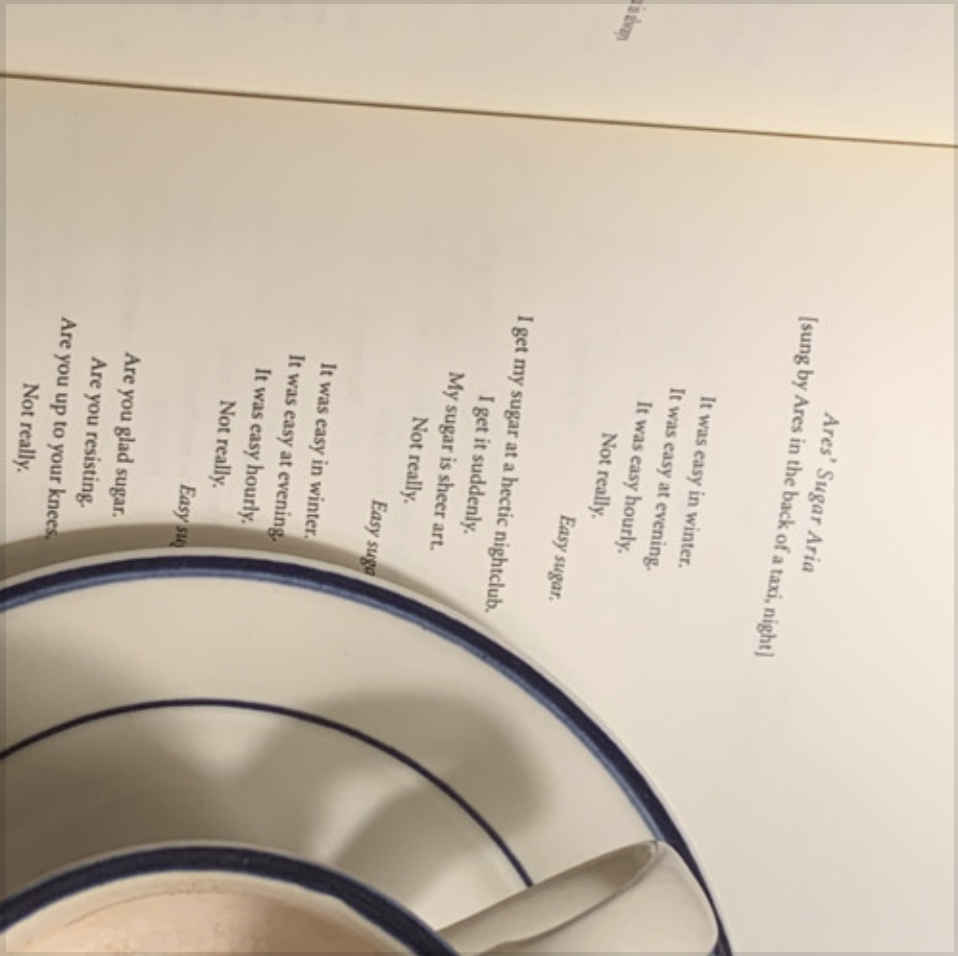 Ares' Sugar Aria
[sung by Ares in the back of a taxi, night]
It was easy in winter.
It was easy at evening.
It was easy hourly.
Not really.
Easy sugar.
I get my sugar at a hectic nightclub.
I get it suddenly.
My sugar is sheer art.
Not really.
Easy suga
It was easy in winter.
It was easy at evening.
It was easy hourly.
Not really.
Easy su
Are you glad sugar.
Are you resisting.
Are you up to your knees.
Not really.